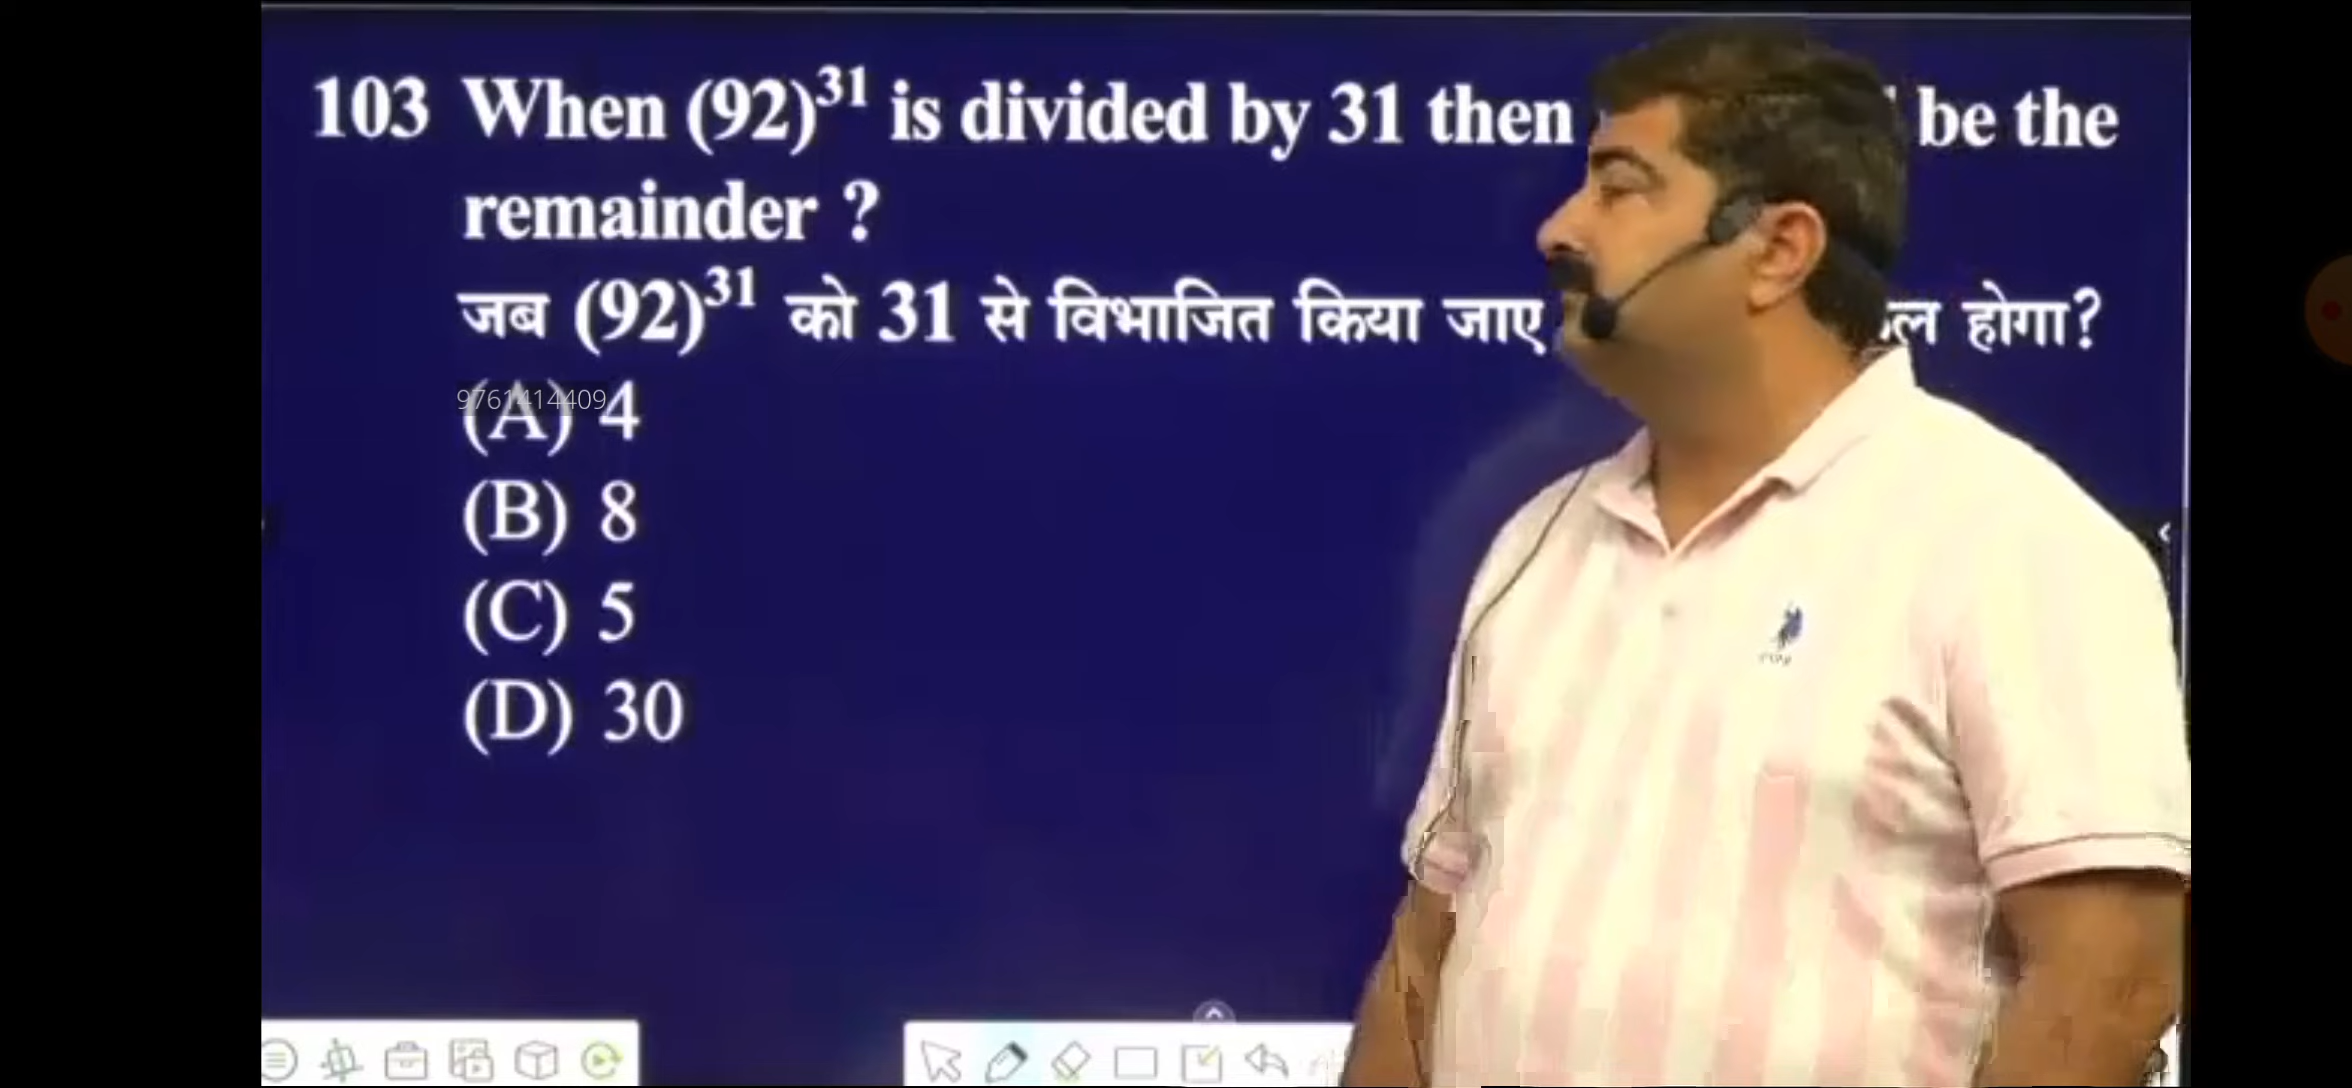 103 When (92)³¹ is divided by 31 then be the
remainder ?
जब (92)³¹ को 31 से विभाजित किया जाए होगा?
9761414409
(A) 4
(B) 8
(C) 5
(D) 30